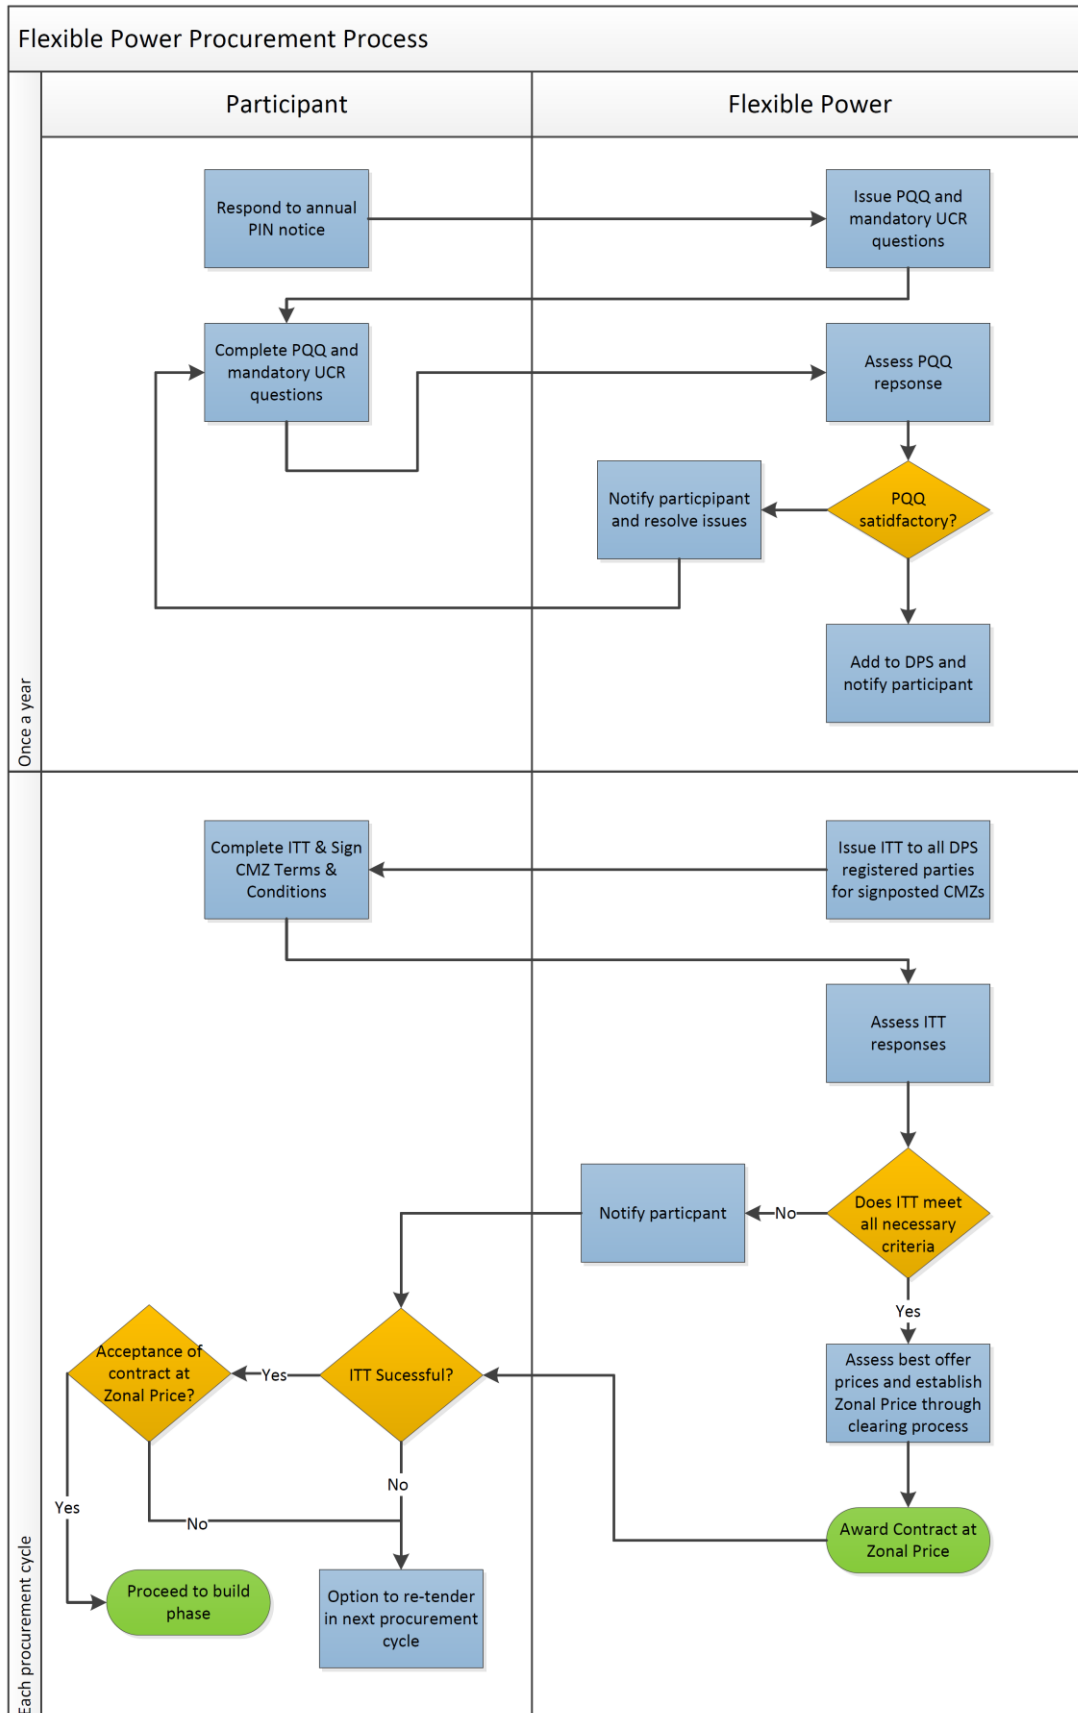 Flexible Power Procurement Process
Participant
Flexible Power
Once a year
Respond to annual
PIN notice
Issue PQQ and
mandatory UCR
questions
Complete PQQ and
mandatory UCR
questions
Assess PQQ
repsonse
Notify particpipant
and resolve issues
PQQ
satidfactory?
Add to DPS and
notify participant
Each procurement cycle
Complete ITT & Sign
CMZ Terms &
Conditions
Issue ITT to all DPS
registered parties
for signposted CMZs
Assess ITT
responses
Notify particpant
No
Does ITT meet
all necessary
criteria
Yes
Acceptance of
contract at
Zonal Price?
Yes
ITT Sucessful?
Assess best offer
prices and establish
Zonal Price through
clearing process
No
Yes
No
Award Contract at
Zonal Price
Proceed to build
phase
Option to re-tender
in next procurement
cycle